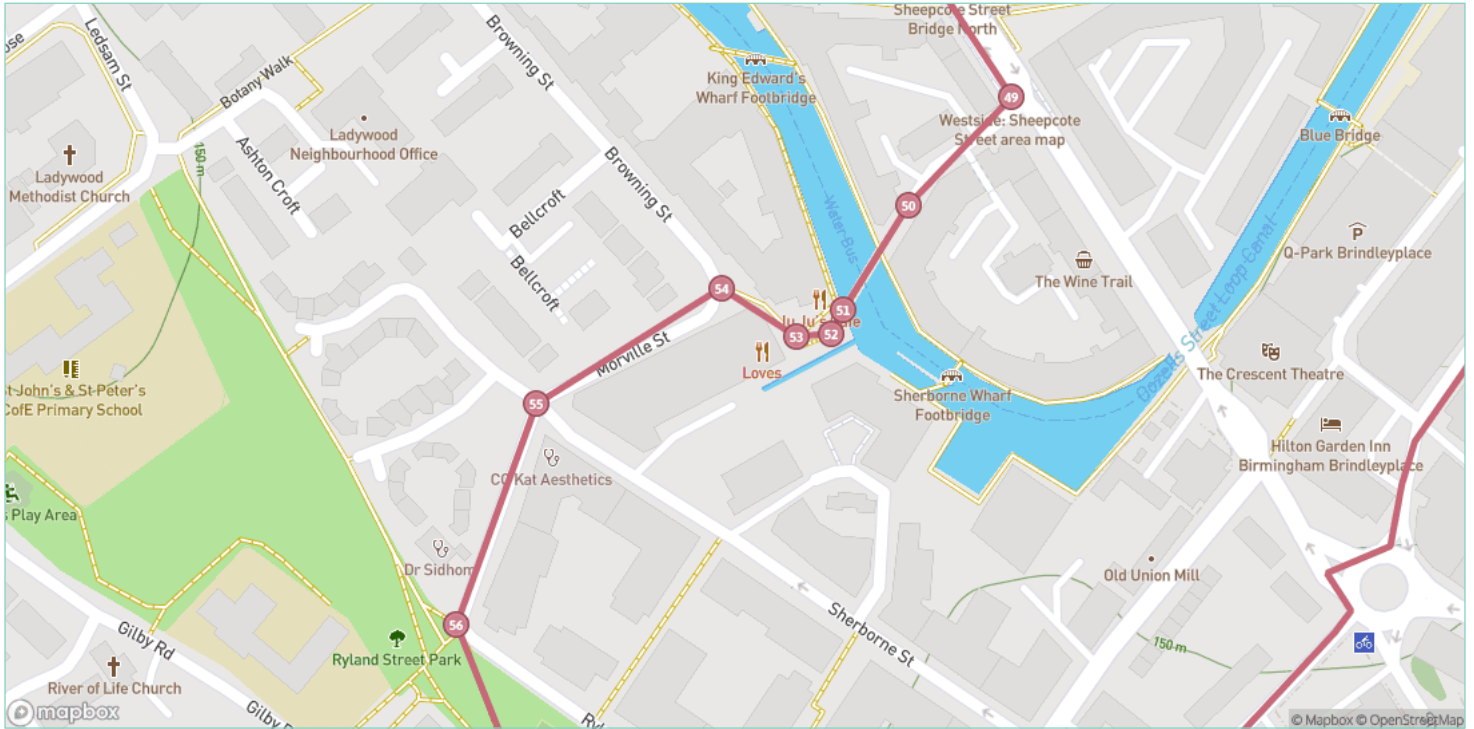 Sheepcote Street
Bridge North
Ledsam St
Browning St
Botany Walk
King Edward's
Wharf Footbridge
49
Westside: Sheepcote
Street area map
Blue Bridge
Ladywood
Neighbourhood Office
150 m
Ashton Croft
Ladywood
Methodist Church
Browning St
Bellcroft
50
Water Bus
Q-Park Brindleyplace
The Wine Trail
Bellcroft
54
51
53
52
Morville St
Loves
Oozells Street Loop Canal
The Crescent Theatre
St John's & St Peter's
CofE Primary School
55
Sherborne Wharf
Footbridge
Hilton Garden Inn
Birmingham Brindleyplace
CC Kat Aesthetics
Play Area
Dr Sidhom
Old Union Mill
56
Gilby Rd
Sherborne St
150 m
Ryland Street Park
River of Life Church
Gilby
mapbox
© Mapbox © OpenStreetMap